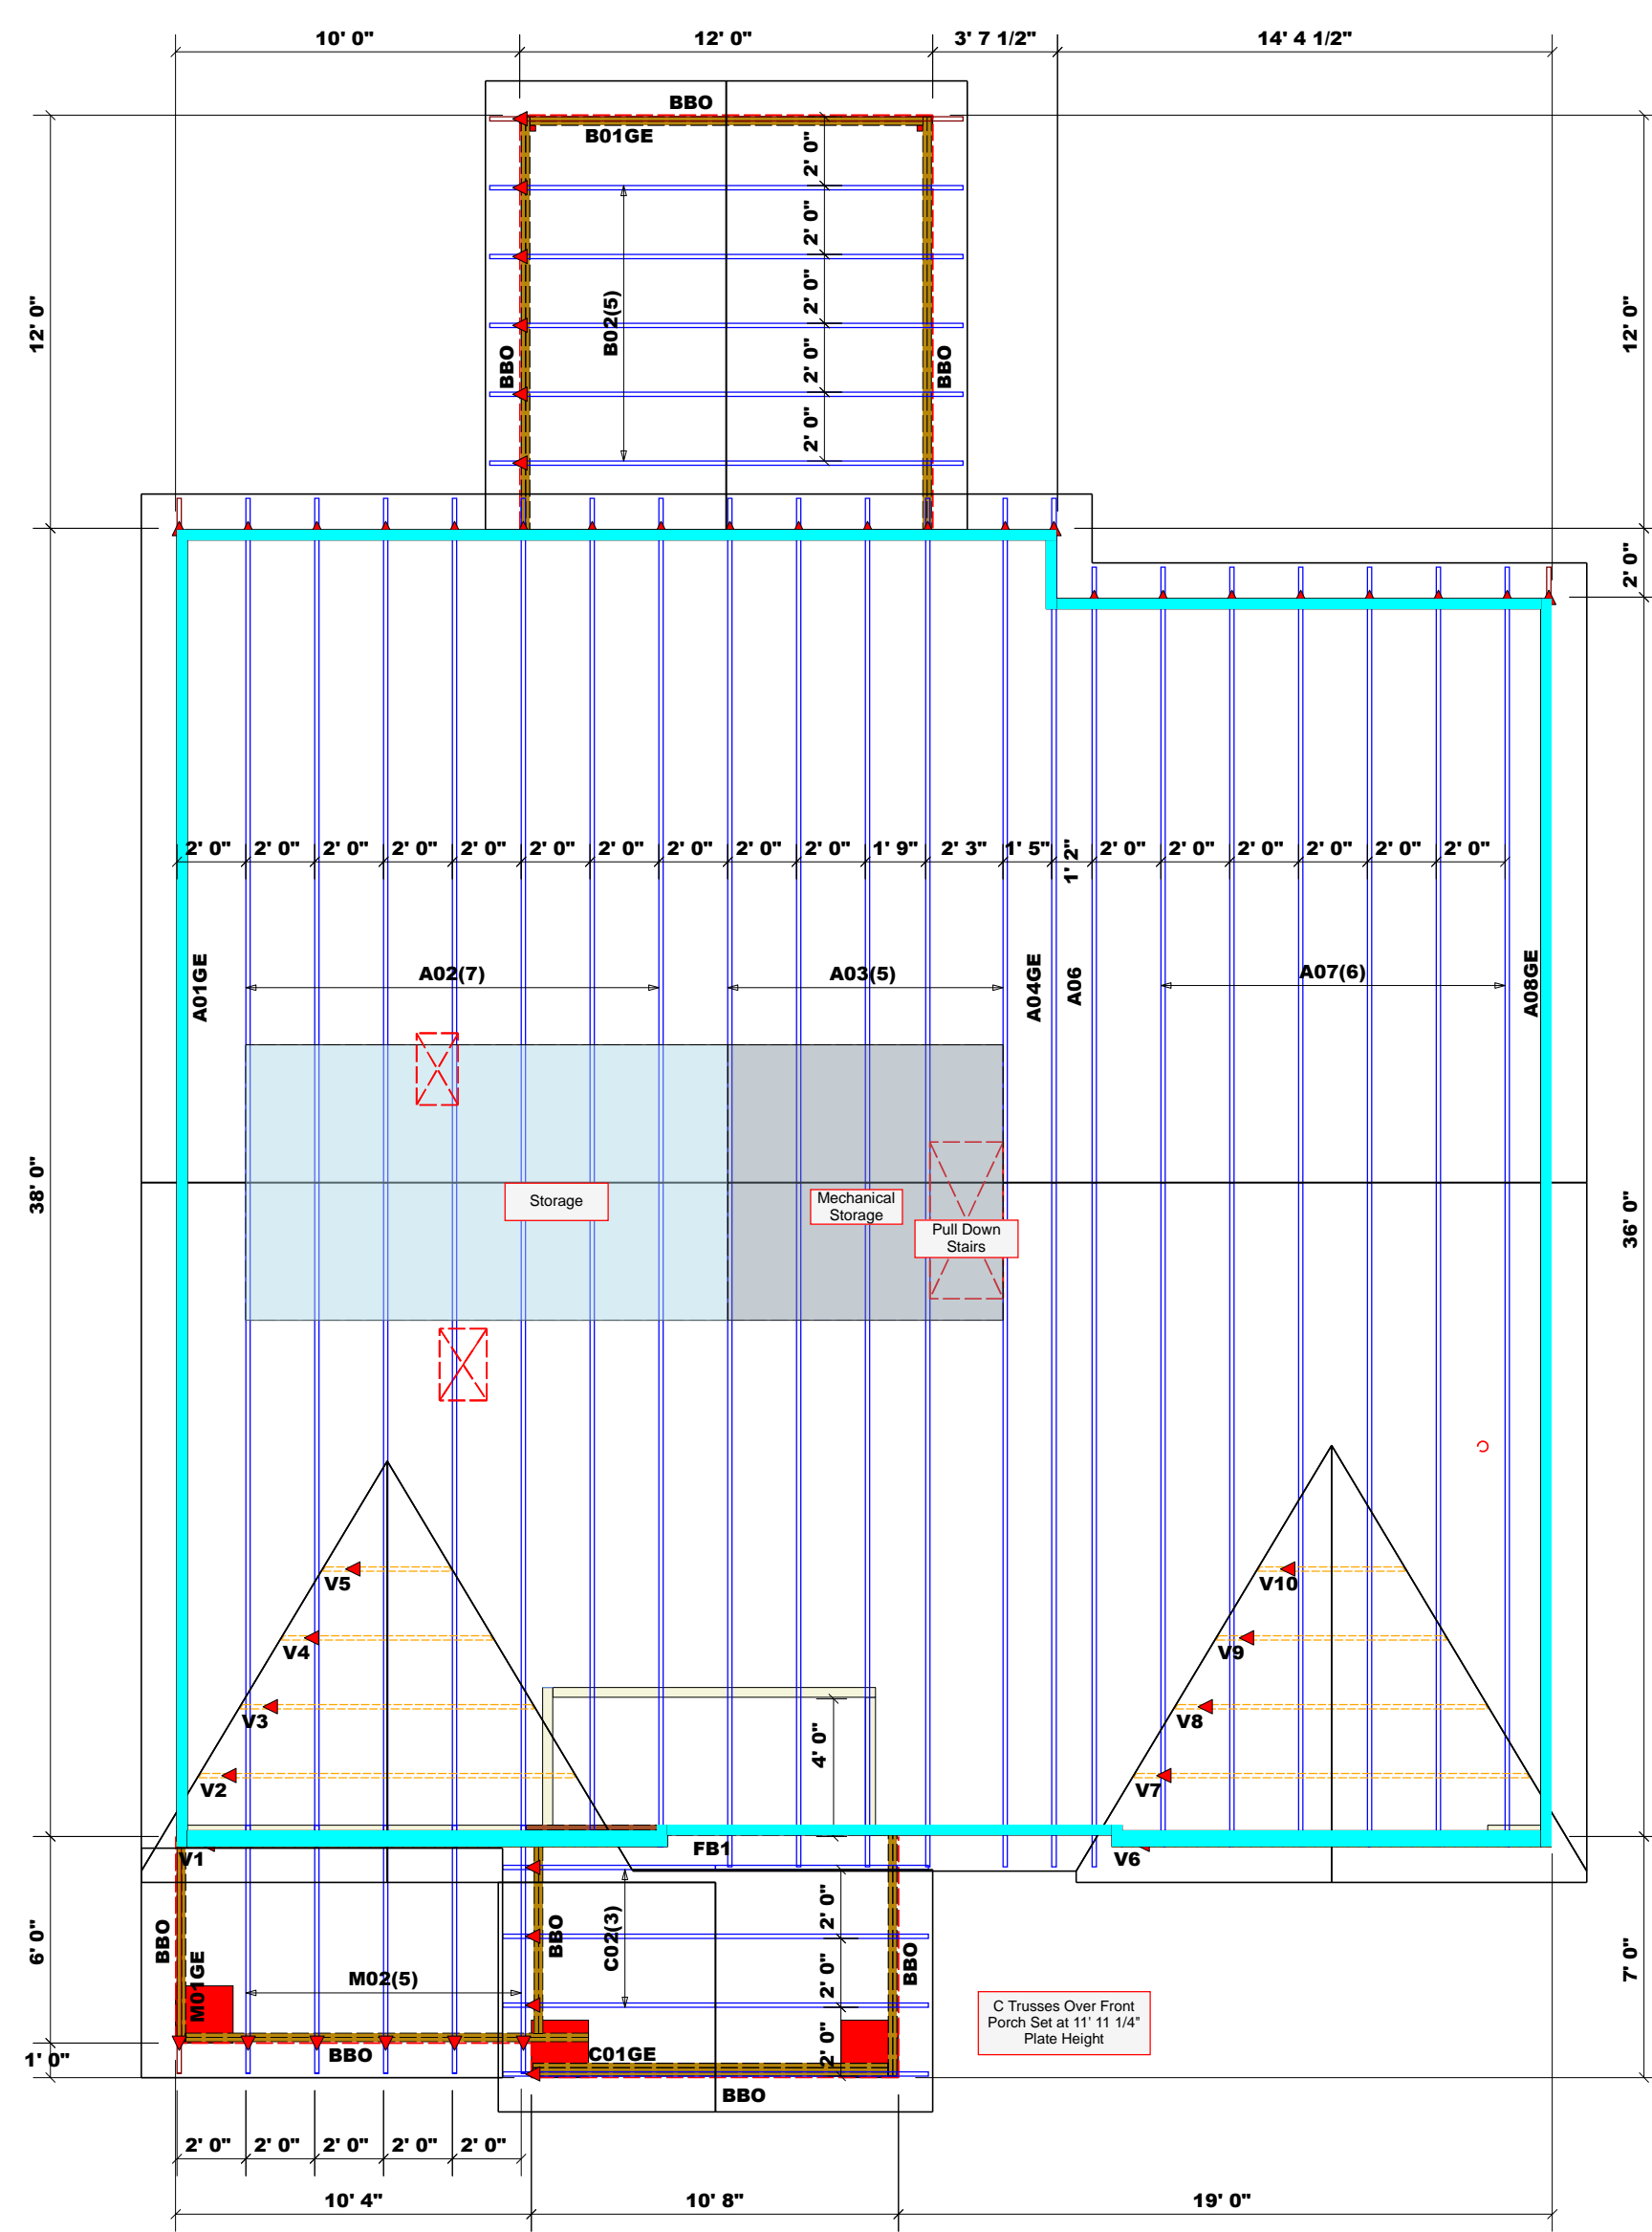 10' 0"
12' 0"
3' 7 1/2"
14' 4 1/2"
BBO
B01GE
2' 0"
2' 0"
2' 0"
2' 0"
2' 0"
B02(5)
BBO
BBO
12' 0"
12' 0"
2' 0"
2' 0"
2' 0"
2' 0"
2' 0"
2' 0"
2' 0"
2' 0"
2' 0"
2' 0"
2' 0"
1' 9"
2' 3"
1' 5"
1' 2"
2' 0"
2' 0"
2' 0"
2' 0"
2' 0"
2' 0"
A01GE
A02(7)
A03(5)
A04GE
A06
A07(6)
A08GE
38' 0"
36' 0"
Storage
Mechanical
Storage
Pull Down
Stairs
V5
V10
V4
V9
V3
V8
V2
V7
4' 0"
V1
FB1
V6
BBO
M01GE
M02(5)
BBO
C02(3)
2' 0"
2' 0"
2' 0"
BBO
6' 0"
7' 0"
C Trusses Over Front
Porch Set at 11' 11 1/4"
Plate Height
1' 0"
BBO
C01GE
BBO
2' 0"
2' 0"
2' 0"
2' 0"
2' 0"
10' 4"
10' 8"
19' 0"